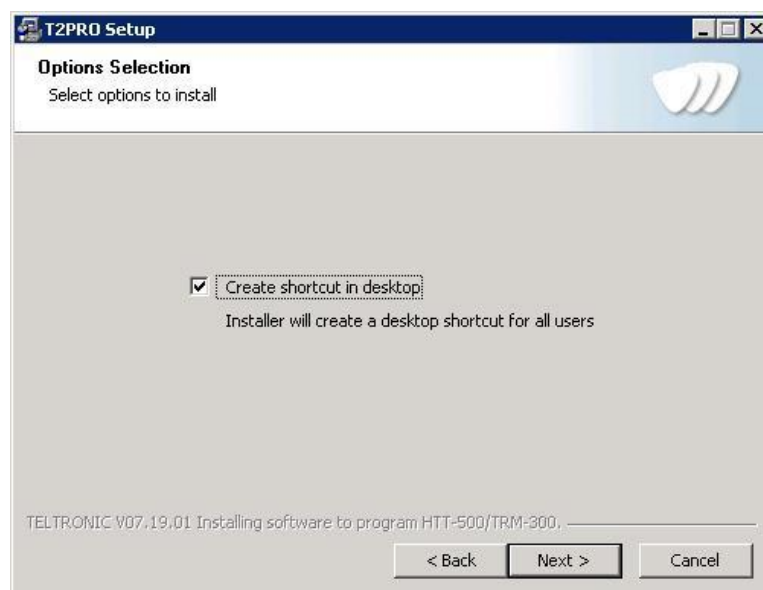 T2PRO Setup
Options Selection
Select options to install
Create shortcut in desktop
Installer will create a desktop shortcut for all users
TELTRONIC V07.19.01 Installing software to program HTT-500/TRM-300.
< Back Next > Cancel